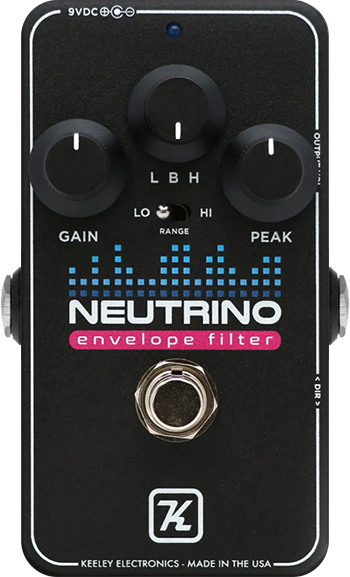 9VDC
L B H
LO HI
RANGE
GAIN PEAK
NEUTRINO
envelope filter
< DIR >
K
KEELEY ELECTRONICS - MADE IN THE USA